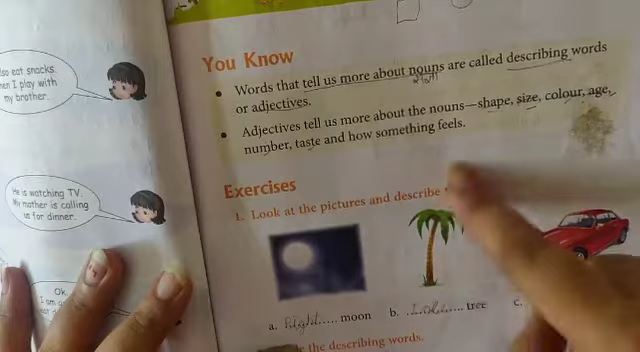 lso eat snacks.
en I play with
my brother.
He is watching TV.
My mother is calling
us for dinner.
Ok.
I am
You Know
• Words that tell us more about nouns are called describing words
or adjectives.
• Adjectives tell us more about the nouns—shape, size, colour, age,
number, taste and how something feels.
Exercises
1. Look at the pictures and describe
a. Bright..... moon b. ........ tree c.
the describing words.